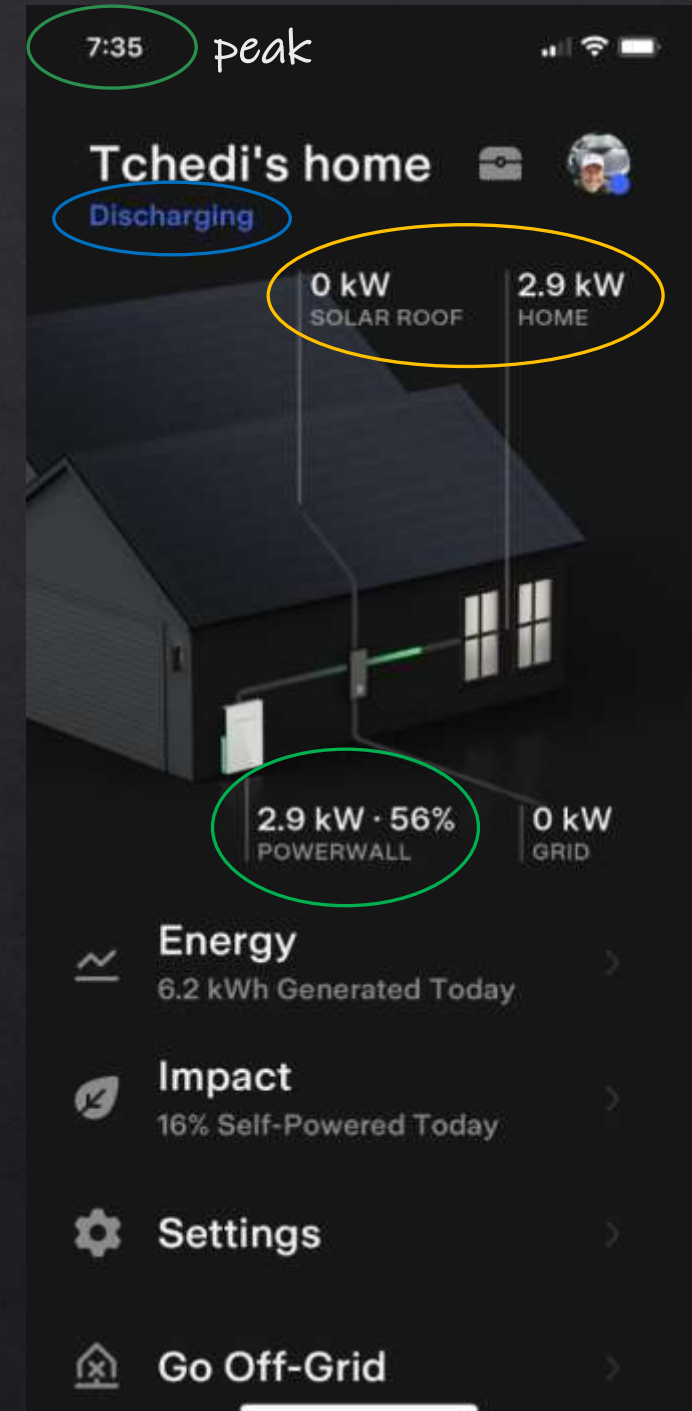 7:35 peak
Tchedi's home
Discharging
0 kW 2.9 kW
SOLAR ROOF HOME
2.9 kW · 56% 0 kW
POWERWALL GRID
Energy
6.2 kWh Generated Today
Impact
16% Self-Powered Today
Settings
Go Off-Grid